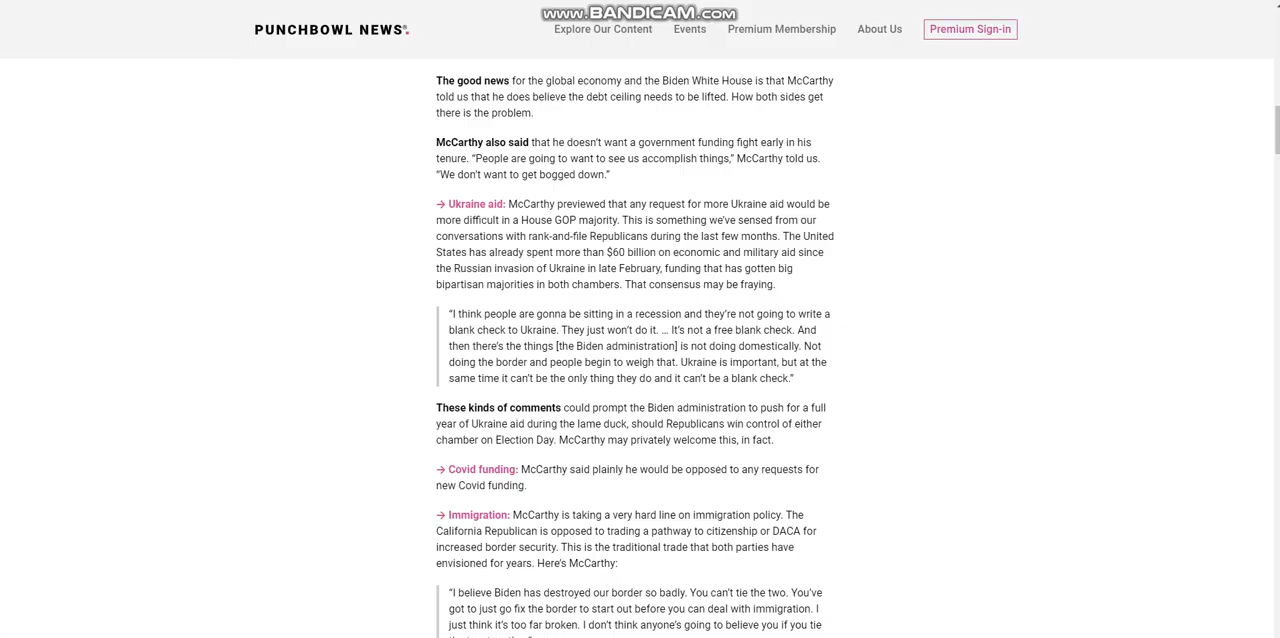 www.BANDICAM.com
PUNCHBOWL NEWS®.
Explore Our Content Events Premium Membership About Us Premium Sign-in
The good news for the global economy and the Biden White House is that McCarthy
told us that he does believe the debt ceiling needs to be lifted. How both sides get
there is the problem.
McCarthy also said that he doesn’t want a government funding fight early in his
tenure. “People are going to want to see us accomplish things,” McCarthy told us.
“We don’t want to get bogged down.”
→ Ukraine aid: McCarthy previewed that any request for more Ukraine aid would be
more difficult in a House GOP majority. This is something we’ve sensed from our
conversations with rank-and-file Republicans during the last few months. The United
States has already spent more than $60 billion on economic and military aid since
the Russian invasion of Ukraine in late February, funding that has gotten big
bipartisan majorities in both chambers. That consensus may be fraying.
“I think people are gonna be sitting in a recession and they’re not going to write a
blank check to Ukraine. They just won’t do it. … It’s not a free blank check. And
then there’s the things [the Biden administration] is not doing domestically. Not
doing the border and people begin to weigh that. Ukraine is important, but at the
same time it can’t be the only thing they do and it can’t be a blank check.”
These kinds of comments could prompt the Biden administration to push for a full
year of Ukraine aid during the lame duck, should Republicans win control of either
chamber on Election Day. McCarthy may privately welcome this, in fact.
→ Covid funding: McCarthy said plainly he would be opposed to any requests for
new Covid funding.
→ Immigration: McCarthy is taking a very hard line on immigration policy. The
California Republican is opposed to trading a pathway to citizenship or DACA for
increased border security. This is the traditional trade that both parties have
envisioned for years. Here’s McCarthy:
“I believe Biden has destroyed our border so badly. You can’t tie the two. You’ve
got to just go fix the border to start out before you can deal with immigration. I
just think it’s too far broken. I don’t think anyone’s going to believe you if you tie